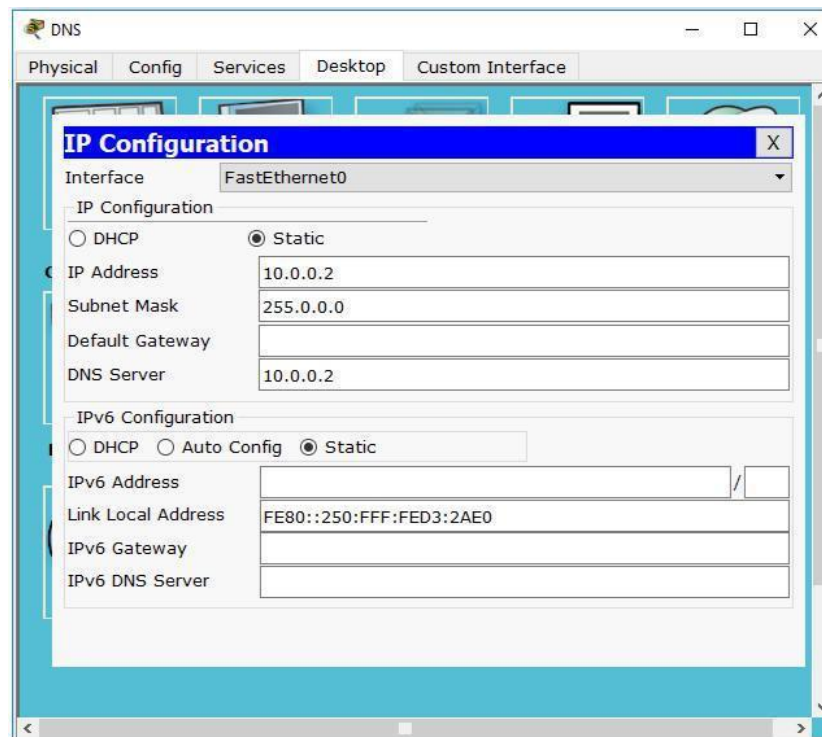 DNS
Physical Config Services Desktop Custom Interface
IP Configuration X
Interface FastEthernet0
IP Configuration
DHCP Static
IP Address 10.0.0.2
Subnet Mask 255.0.0.0
Default Gateway
DNS Server 10.0.0.2
IPv6 Configuration
DHCP Auto Config Static
IPv6 Address /
Link Local Address FE80::250:FFF:FED3:2AE0
IPv6 Gateway
IPv6 DNS Server